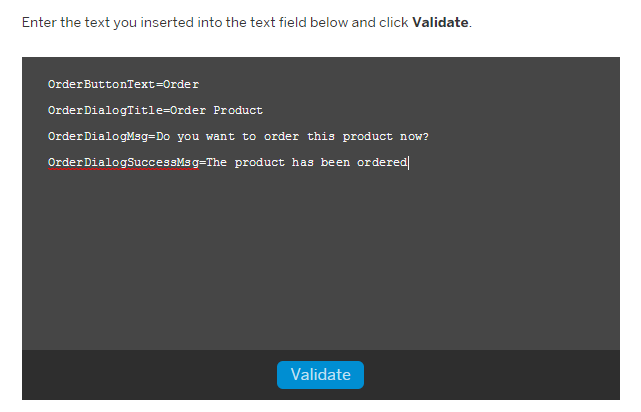 Enter the text you inserted into the text field below and click Validate.
OrderButtonText=Order
OrderDialogTitle=Order Product
OrderDialogMsg=Do you want to order this product now?
OrderDialogSuccessMsg=The product has been ordered
Validate